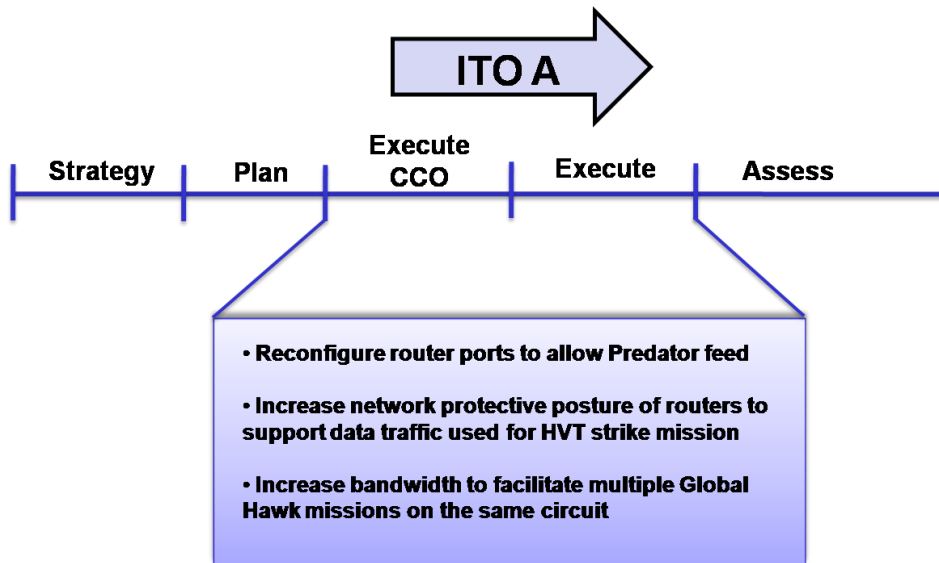 ITO A
Strategy
Plan
Execute
CCO
Execute
Assess
• Reconfigure router ports to allow Predator feed
• Increase network protective posture of routers to
support data traffic used for HVT strike mission
• Increase bandwidth to facilitate multiple Global
Hawk missions on the same circuit